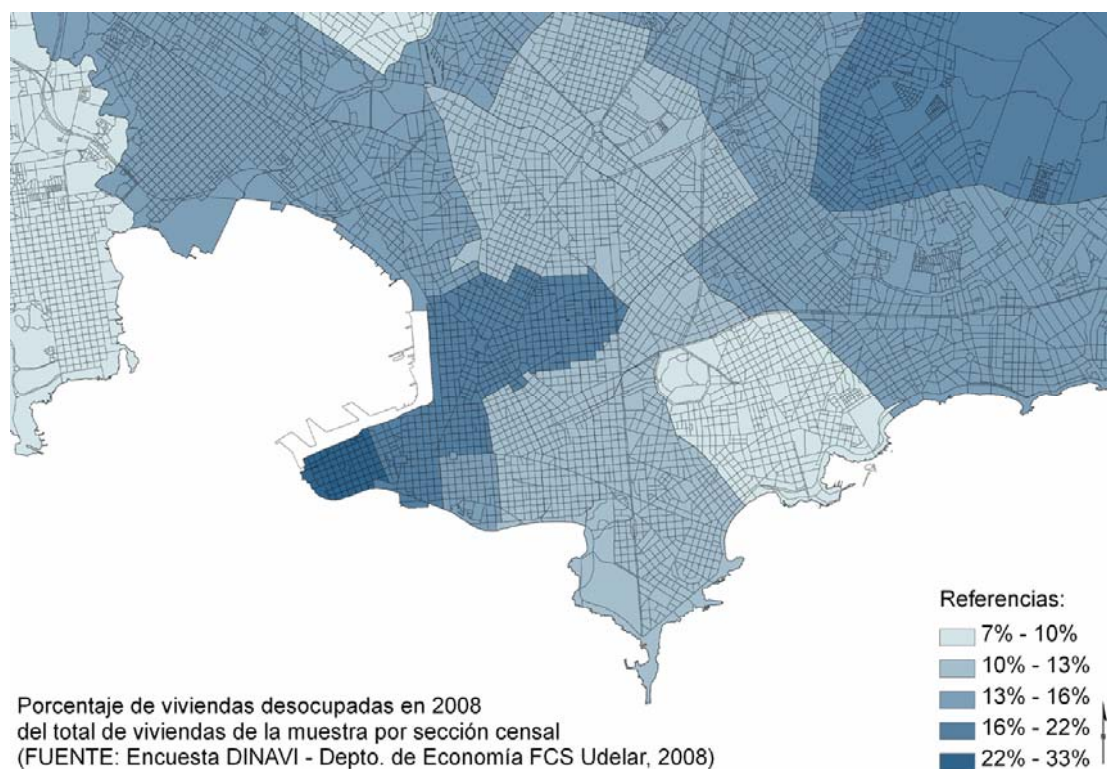 Referencias:
7% - 10%
10% - 13%
13% - 16%
16% - 22%
22% - 33%
Porcentaje de viviendas desocupadas en 2008
del total de viviendas de la muestra por sección censal
(FUENTE: Encuesta DINAVI - Depto. de Economía FCS Udelar, 2008)